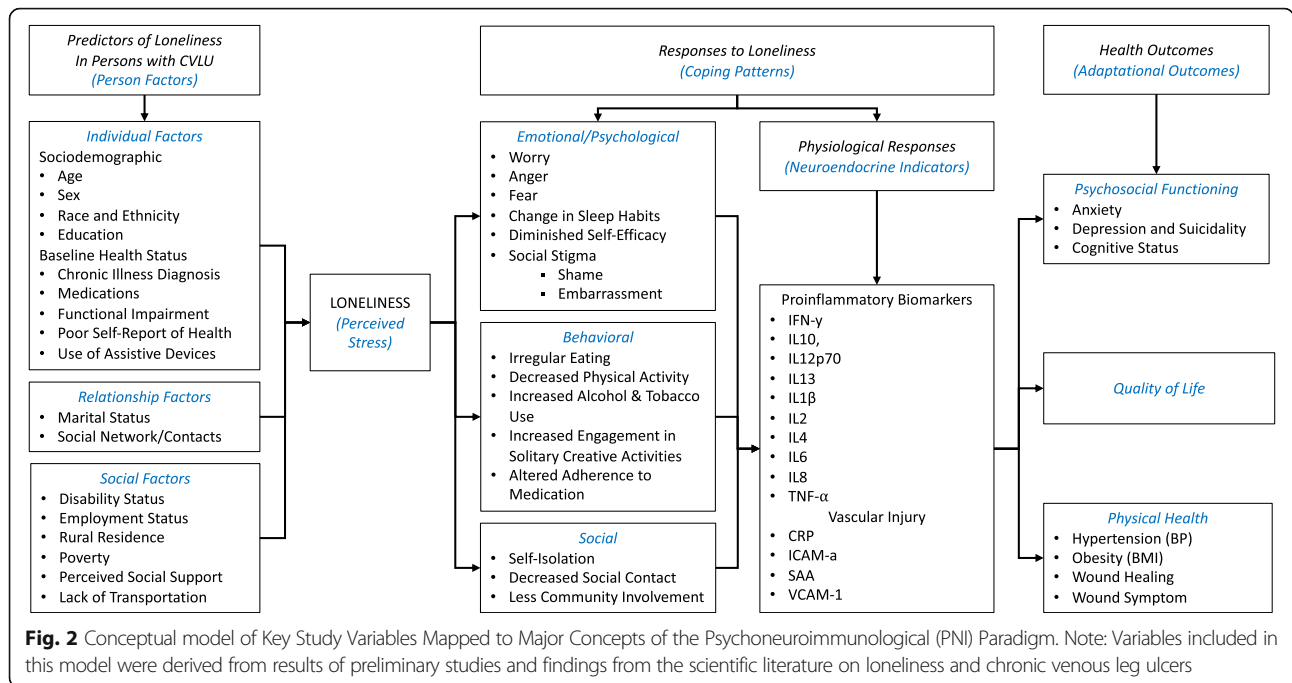 Predictors of Loneliness
In Persons with CVLU
(Person Factors)
Individual Factors
Sociodemographic
• Age
• Sex
• Race and Ethnicity
• Education
Baseline Health Status
• Chronic Illness Diagnosis
• Medications
• Functional Impairment
• Poor Self-Report of Health
• Use of Assistive Devices
Relationship Factors
• Marital Status
• Social Network/Contacts
Social Factors
• Disability Status
• Employment Status
• Rural Residence
• Poverty
• Perceived Social Support
• Lack of Transportation
LONELINESS
(Perceived
Stress)
Responses to Loneliness
(Coping Patterns)
Emotional/Psychological
• Worry
• Anger
• Fear
• Change in Sleep Habits
• Diminished Self-Efficacy
• Social Stigma
▪ Shame
▪ Embarrassment
Behavioral
• Irregular Eating
• Decreased Physical Activity
• Increased Alcohol & Tobacco
Use
• Increased Engagement in
Solitary Creative Activities
• Altered Adherence to
Medication
Social
• Self-Isolation
• Decreased Social Contact
• Less Community Involvement
Physiological Responses
(Neuroendocrine Indicators)
Proinflammatory Biomarkers
• IFN-y
• IL10,
• IL12p70
• IL13
• IL1β
• IL2
• IL4
• IL6
• IL8
• TNF-α
Vascular Injury
• CRP
• ICAM-a
• SAA
• VCAM-1
Health Outcomes
(Adaptational Outcomes)
Psychosocial Functioning
• Anxiety
• Depression and Suicidality
• Cognitive Status
Quality of Life
Physical Health
• Hypertension (BP)
• Obesity (BMI)
• Wound Healing
• Wound Symptom
Fig. 2 Conceptual model of Key Study Variables Mapped to Major Concepts of the Psychoneuroimmunological (PNI) Paradigm. Note: Variables included in
this model were derived from results of preliminary studies and findings from the scientific literature on loneliness and chronic venous leg ulcers